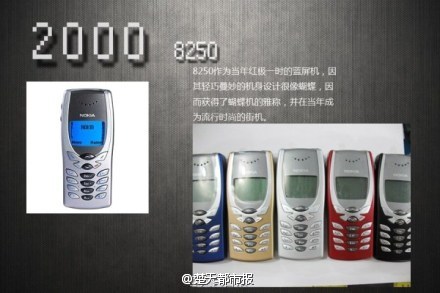 2000
8250
8250作为当年红极一时的蓝屏机，因
其轻巧曼妙的机身设计很像蝴蝶，因
而获得了蝴蝶机的雅称，并在当年成
为流行时尚的街机。
NOKIA
@楚天都市报